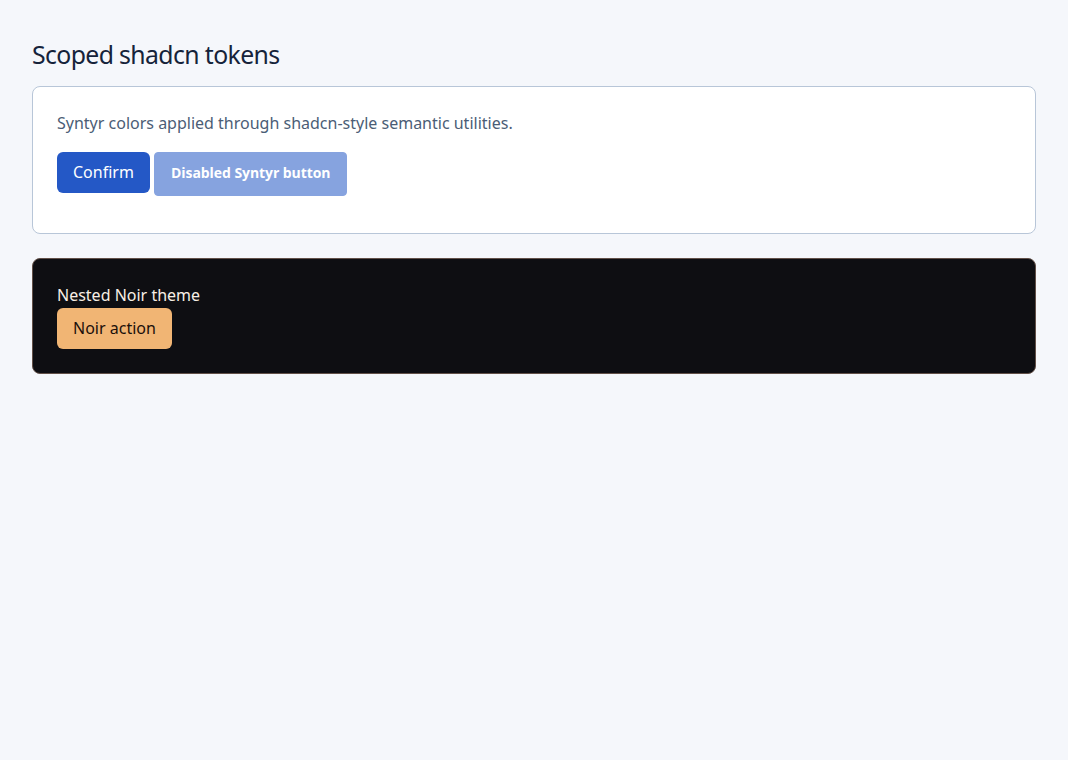 Scoped shadcn tokens
Syntyr colors applied through shadcn-style semantic utilities.
Confirm
Disabled Syntyr button
Nested Noir theme
Noir action